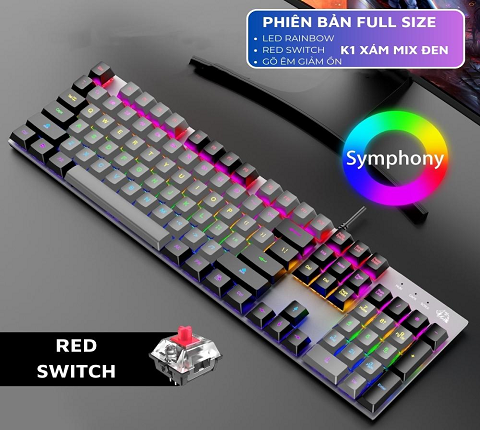 PHIÊN BẢN FULL SIZE
• LED RAINBOW
• RED SWITCH K1 XÁM MIX ĐEN
• GÕ ÊM GIẢM ỒN
Symphony
RED
SWITCH